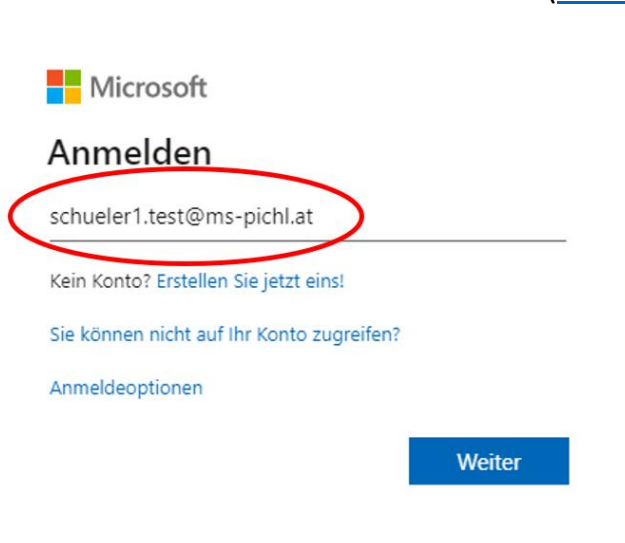 Microsoft
Anmelden
schueler1.test@ms-pichl.at
Kein Konto? Erstellen Sie jetzt eins!
Sie können nicht auf Ihr Konto zugreifen?
Anmeldeoptionen
Weiter